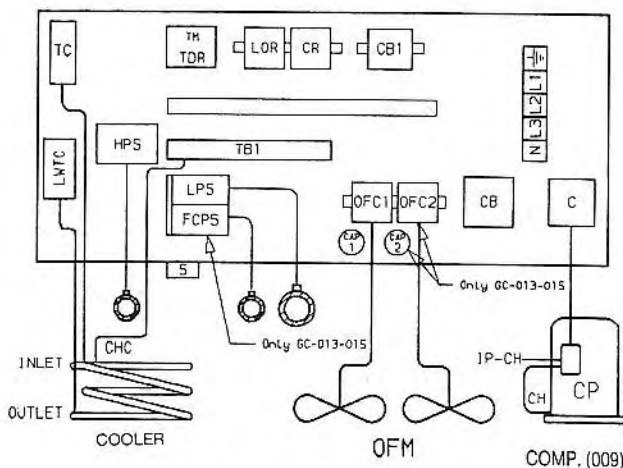 TC
TM
TDR
LOR
CR
CB1
L1
L2
L3
N
HPS
LWTC
TB1
LPS
FCPS
OFC1
OFC2
CB
C
CAP
1
CAP
2
S
Only GC-013-015
Only GC-013-015
CHC
INLET
OUTLET
COOLER
OFM
IP-CH
CH
CP
COMP. (009)